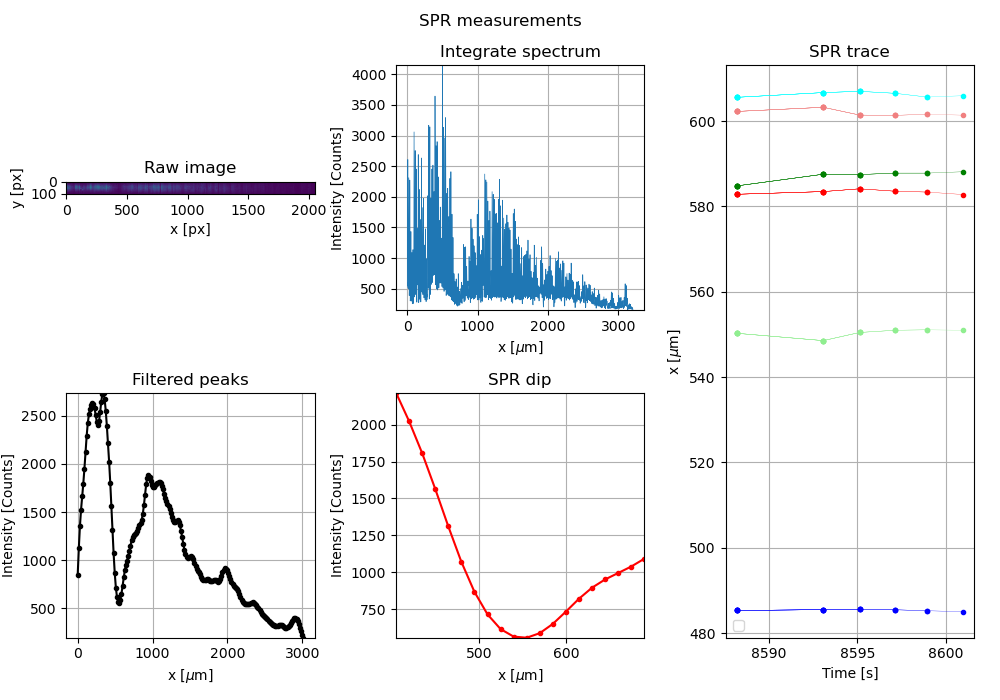 SPR measurements
Raw image
y [px]
0
100
0 500 1000 1500 2000
x [px]
Integrate spectrum
Intensity [Counts]
4000
3500
3000
2500
2000
1500
1000
500
0 1000 2000 3000
x [μm]
SPR trace
x [μm]
600
580
560
540
520
500
480
8590 8595 8600
Time [s]
Filtered peaks
Intensity [Counts]
2500
2000
1500
1000
500
0 1000 2000 3000
x [μm]
SPR dip
Intensity [Counts]
2000
1750
1500
1250
1000
750
500 600
x [μm]